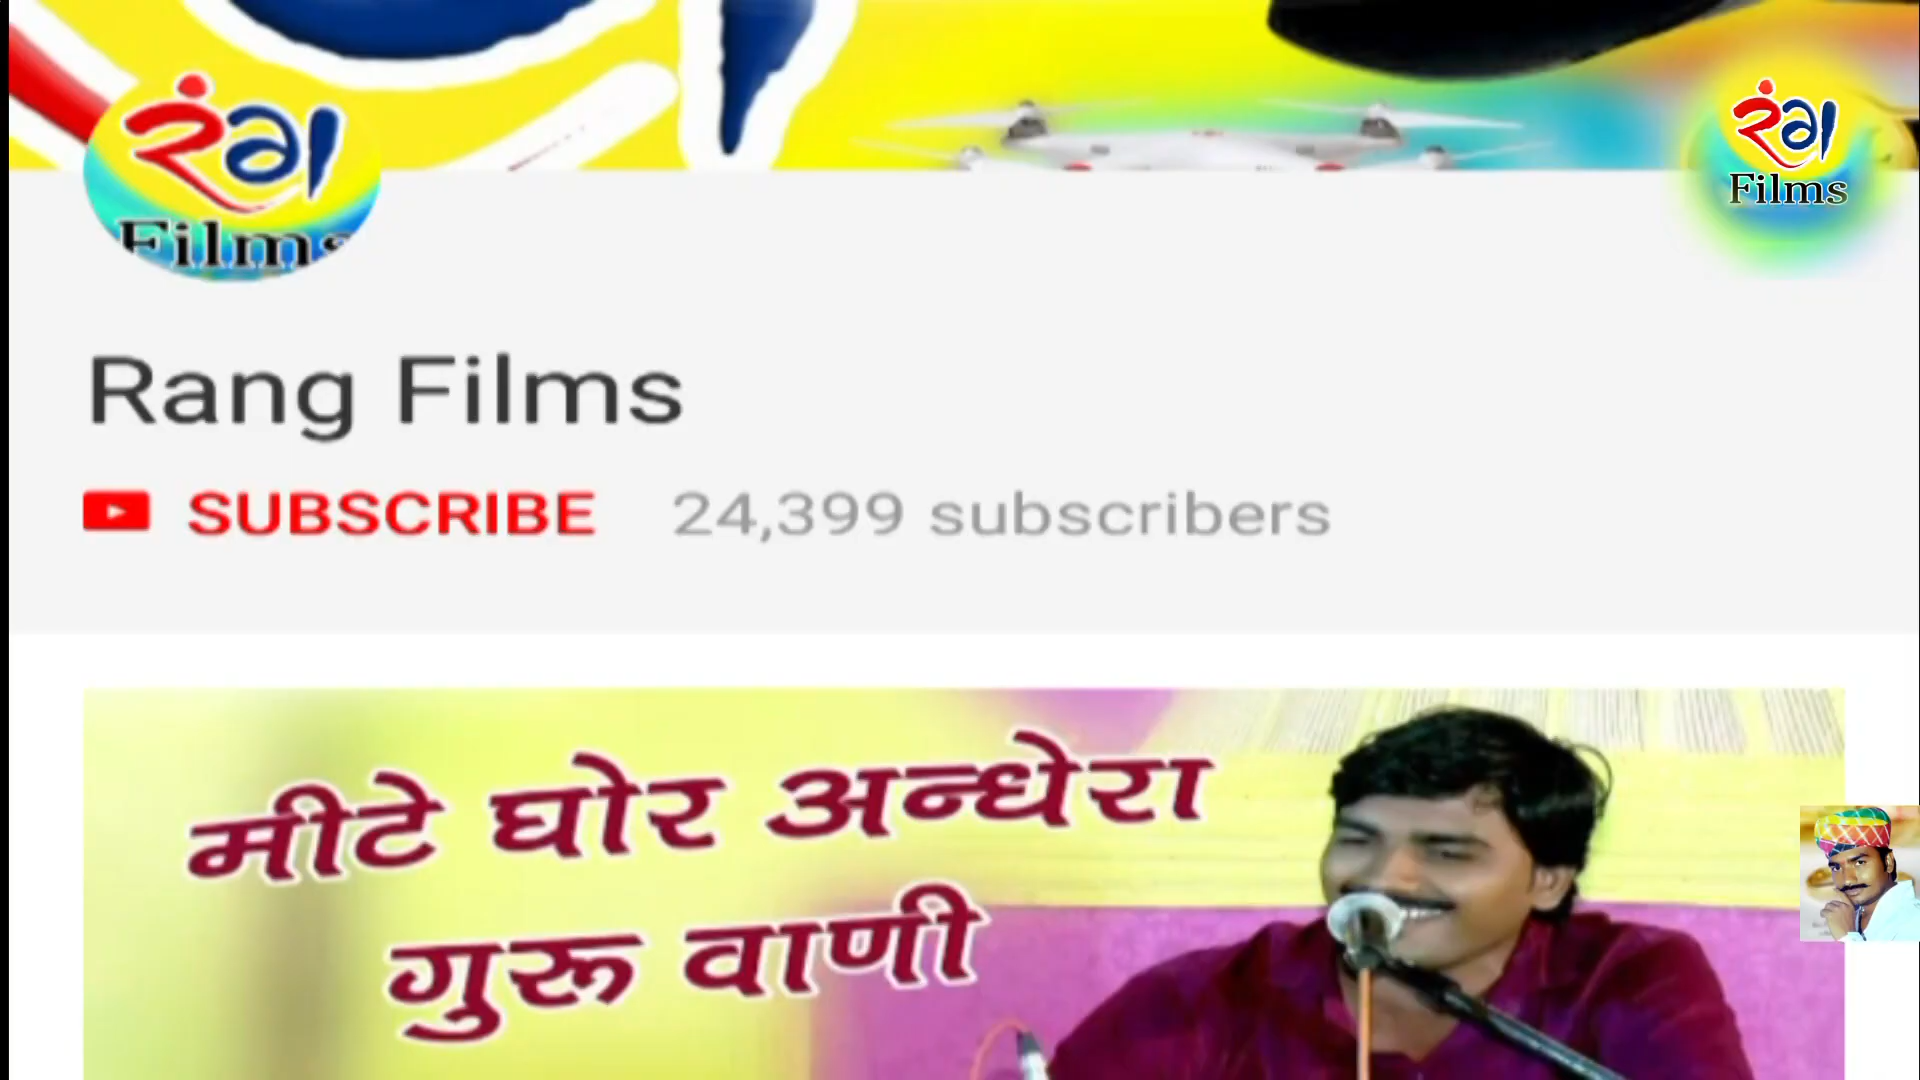 रंग
Films
रंग
Films
Rang Films
SUBSCRIBE 24,399 subscribers
मीटे घोर अन्धेरा
गुरू वाणी